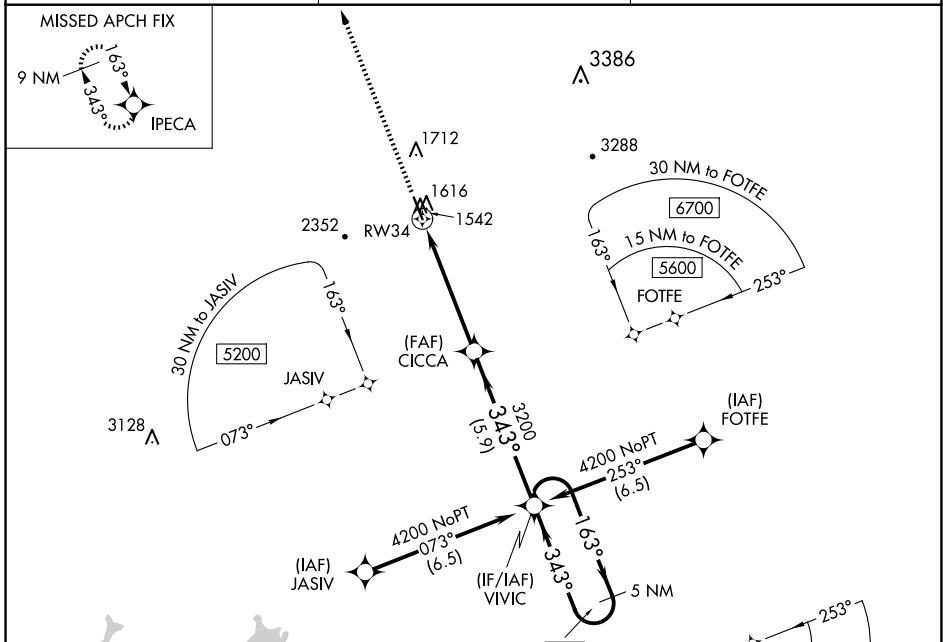 MISSED APCH FIX
9 NM
163°
343°
IPECA
3386
1712
3288
1616
1542
2352
RW34
30 NM to FOTFE
6700
15 NM to FOTFE
5600
163°
253°
FOTFE
30 NM to JASIV
5200
163°
JASIV
073°
3128
(FAF)
CICCA
3200
343°
(5.9)
(IAF)
FOTFE
4200 NoPT
253°
(6.5)
4200 NoPT
073°
(6.5)
(IAF)
JASIV
(IF/IAF)
VIVIC
343°
163°
5 NM
253°